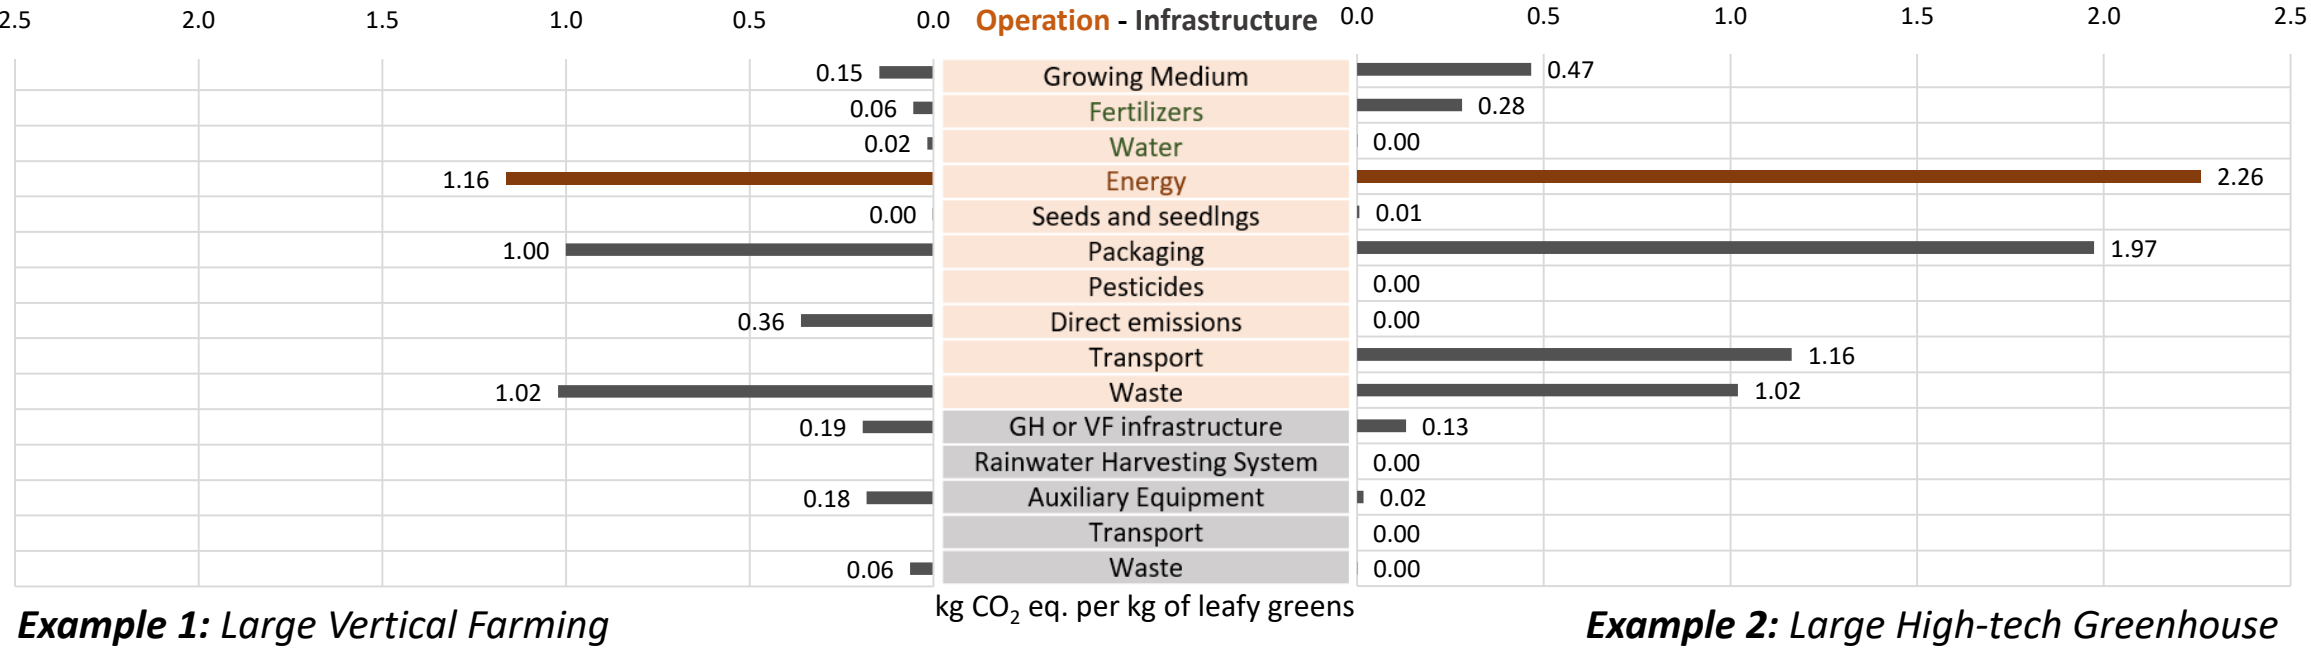 2.5 2.0 1.5 1.0 0.5 0.0 Operation - Infrastructure 0.0 0.5 1.0 1.5 2.0 2.5
0.15 Growing Medium 0.47
0.06 Fertilizers 0.28
0.02 Water 0.00
1.16 Energy 2.26
0.00 Seeds and seedlngs 0.01
1.00 Packaging 1.97
Pesticides 0.00
0.36 Direct emissions 0.00
Transport 1.16
1.02 Waste 1.02
0.19 GH or VF infrastructure 0.13
Rainwater Harvesting System 0.00
0.18 Auxiliary Equipment 0.02
Transport 0.00
0.06 Waste 0.00
kg CO₂ eq. per kg of leafy greens
Example 1: Large Vertical Farming
Example 2: Large High-tech Greenhouse